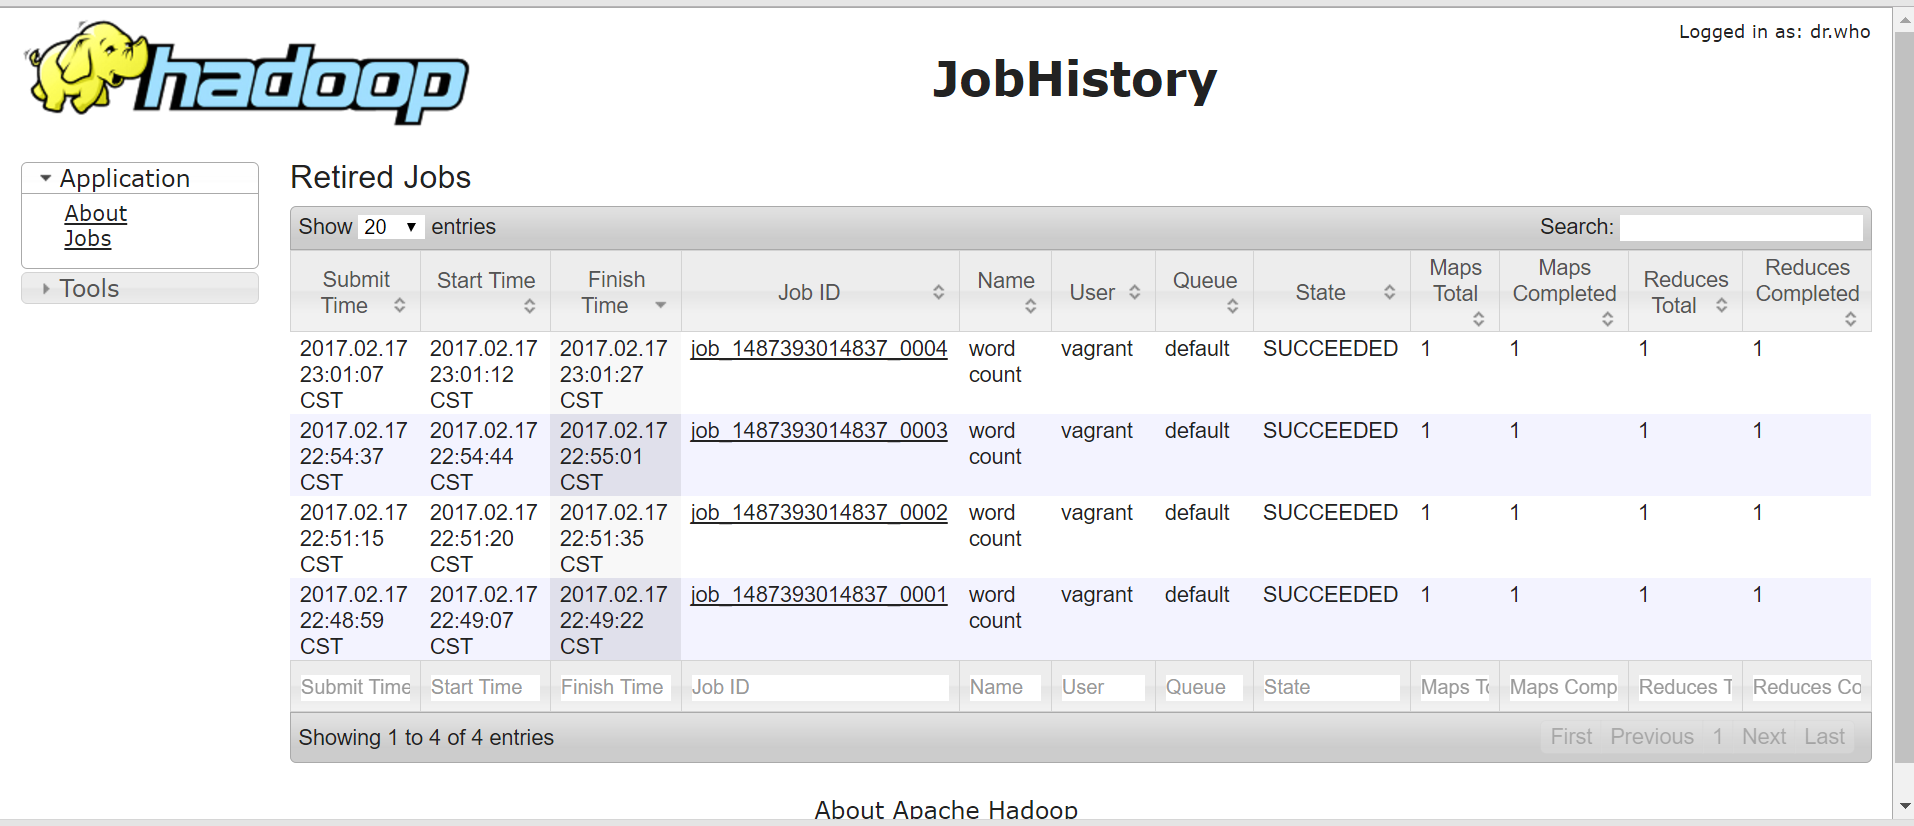 hadoop
Logged in as: dr.who
JobHistory
Application
About
Jobs
Tools
Retired Jobs
Show 20 entries
Search:
Submit Time Start Time Finish Time Job ID Name User Queue State Maps Total Maps Completed Reduces Total Reduces Completed
2017.02.17 2017.02.17 2017.02.17 job_1487393014837_0004 word vagrant default SUCCEEDED 1 1 1 1
23:01:07 23:01:12 23:01:27 count
CST CST CST
2017.02.17 2017.02.17 2017.02.17 job_1487393014837_0003 word vagrant default SUCCEEDED 1 1 1 1
22:54:37 22:54:44 22:55:01 count
CST CST CST
2017.02.17 2017.02.17 2017.02.17 job_1487393014837_0002 word vagrant default SUCCEEDED 1 1 1 1
22:51:15 22:51:20 22:51:35 count
CST CST CST
2017.02.17 2017.02.17 2017.02.17 job_1487393014837_0001 word vagrant default SUCCEEDED 1 1 1 1
22:48:59 22:49:07 22:49:22 count
CST CST CST
Submit Time Start Time Finish Time Job ID Name User Queue State Maps To Maps Comp Reduces T Reduces Co
Showing 1 to 4 of 4 entries
First Previous 1 Next Last
About Apache Hadoop